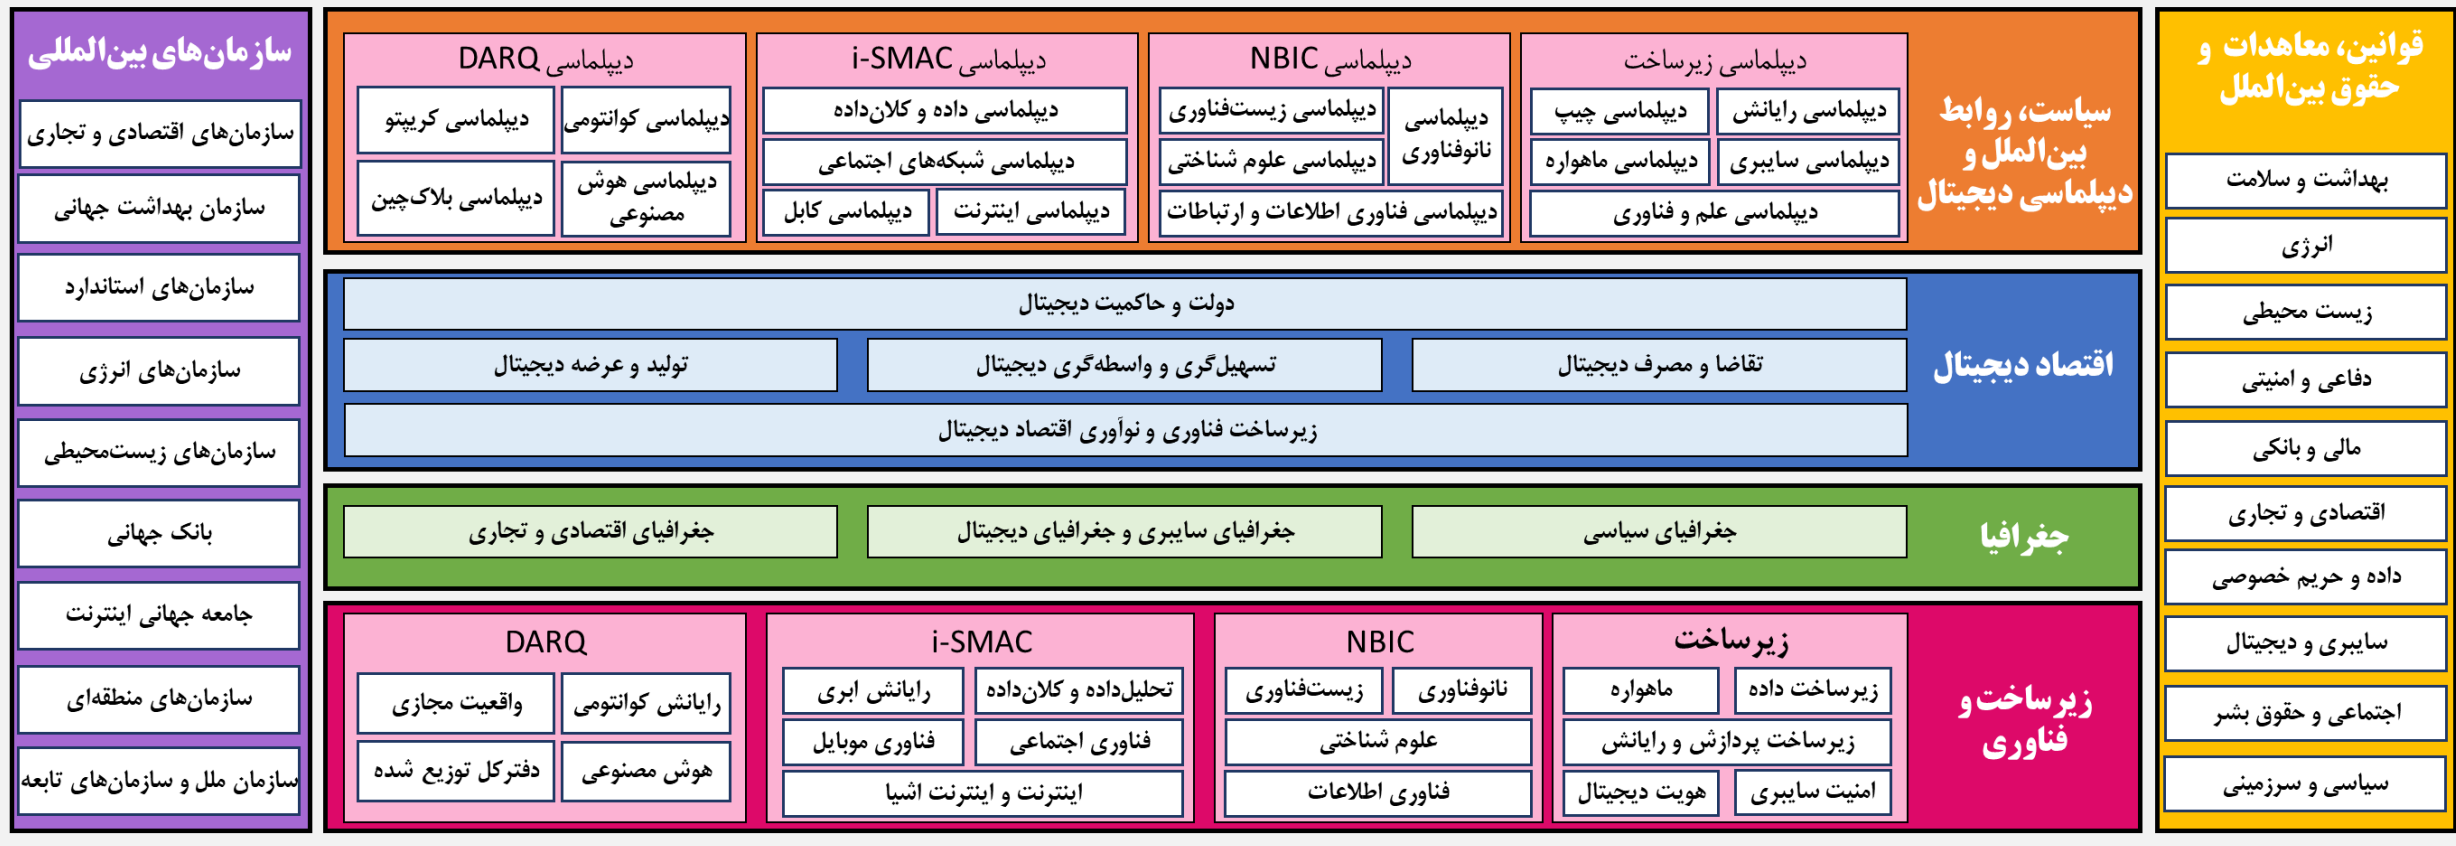 قوانین، معاهدات و
حقوق بین‌الملل
بهداشت و سلامت
انرژی
زیست محیطی
دفاعی و امنیتی
مالی و بانکی
اقتصادی و تجاری
داده و حریم خصوصی
سایبری و دیجیتال
اجتماعی و حقوق بشر
سیاسی و سرزمینی
سیاست، روابط
بین‌الملل و
دیپلماسی دیجیتال
دیپلماسی زیرساخت
دیپلماسی رایانش
دیپلماسی چیپ
دیپلماسی سایبری
دیپلماسی ماهواره
دیپلماسی علم و فناوری
دیپلماسی NBIC
دیپلماسی
نانوفناوری
دیپلماسی زیست‌فناوری
دیپلماسی علوم شناختی
دیپلماسی فناوری اطلاعات و ارتباطات
دیپلماسی i-SMAC
دیپلماسی داده و کلان‌داده
دیپلماسی شبکه‌های اجتماعی
دیپلماسی اینترنت
دیپلماسی کابل
دیپلماسی DARQ
دیپلماسی کوانتومی
دیپلماسی کریپتو
دیپلماسی هوش
مصنوعی
دیپلماسی بلاک‌چین
اقتصاد دیجیتال
دولت و حاکمیت دیجیتال
تقاضا و مصرف دیجیتال
تسهیل‌گری و واسطه‌گری دیجیتال
تولید و عرضه دیجیتال
زیرساخت فناوری و نوآوری اقتصاد دیجیتال
جغرافیا
جغرافیای سیاسی
جغرافیای سایبری و جغرافیای دیجیتال
جغرافیای اقتصادی و تجاری
زیرساخت و
فناوری
زیرساخت
زیرساخت داده
ماهواره
زیرساخت پردازش و رایانش
امنیت سایبری
هویت دیجیتال
NBIC
نانوفناوری
زیست‌فناوری
علوم شناختی
فناوری اطلاعات
i-SMAC
تحلیل‌داده و کلان‌داده
رایانش ابری
فناوری اجتماعی
فناوری موبایل
اینترنت و اینترنت اشیا
DARQ
رایانش کوانتومی
واقعیت مجازی
هوش مصنوعی
دفترکل توزیع شده
سازمان‌های بین‌المللی
سازمان‌های اقتصادی و تجاری
سازمان بهداشت جهانی
سازمان‌های استاندارد
سازمان‌های انرژی
سازمان‌های زیست‌محیطی
بانک جهانی
جامعه جهانی اینترنت
سازمان‌های منطقه‌ای
سازمان ملل و سازمان‌های تابعه